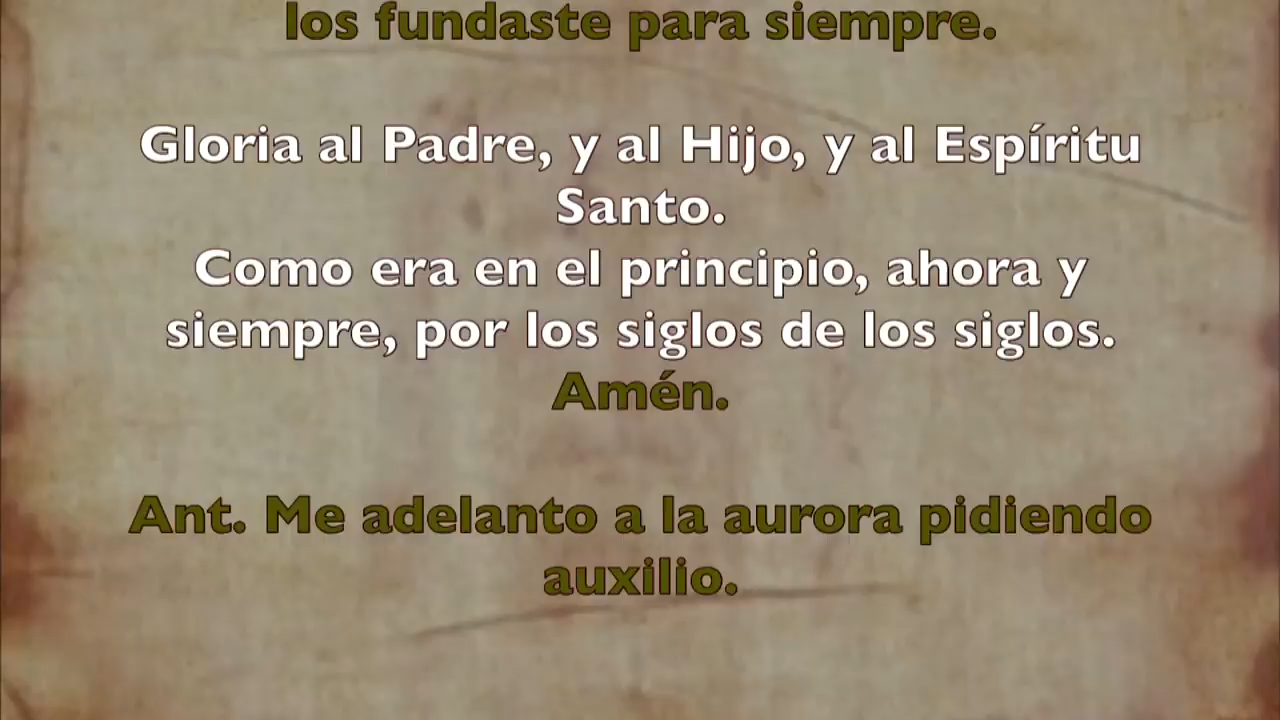 los fundaste para siempre.
Gloria al Padre, y al Hijo, y al Espíritu
Santo.
Como era en el principio, ahora y
siempre, por los siglos de los siglos.
Amén.
Ant. Me adelanto a la aurora pidiendo
auxilio.